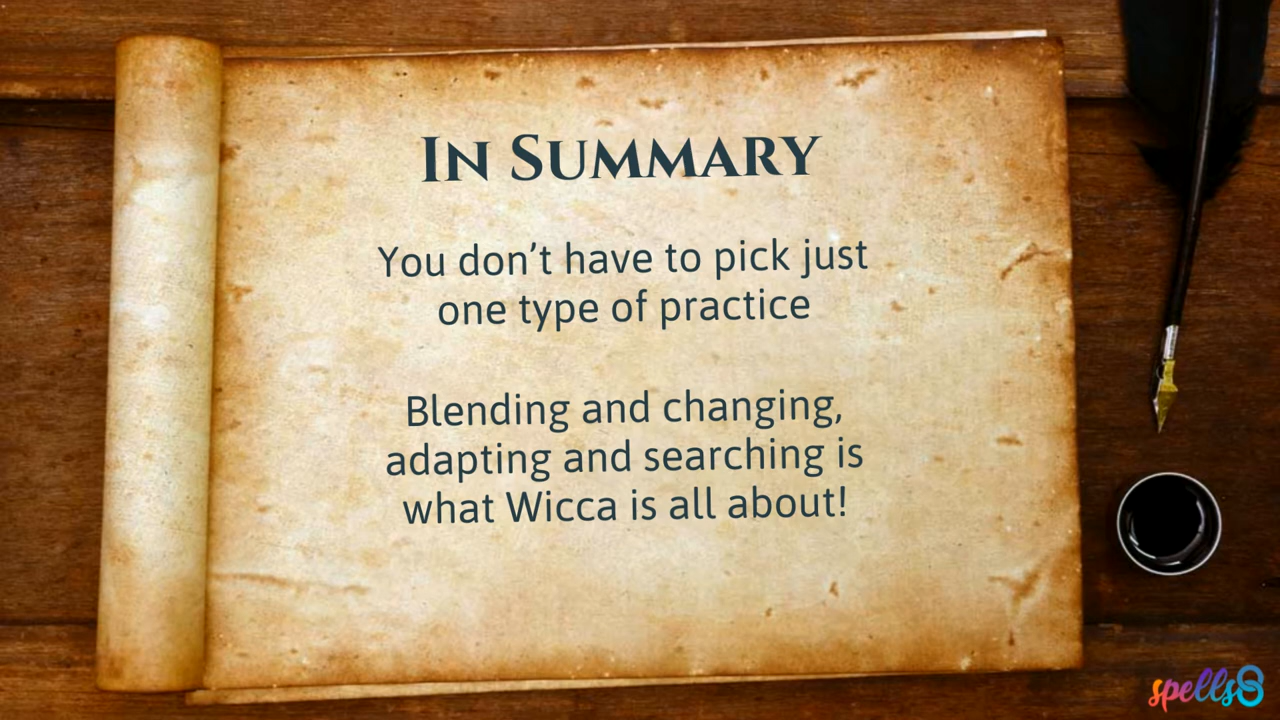 In Summary
You don't have to pick just
one type of practice
Blending and changing,
adapting and searching is
what Wicca is all about!
spells8